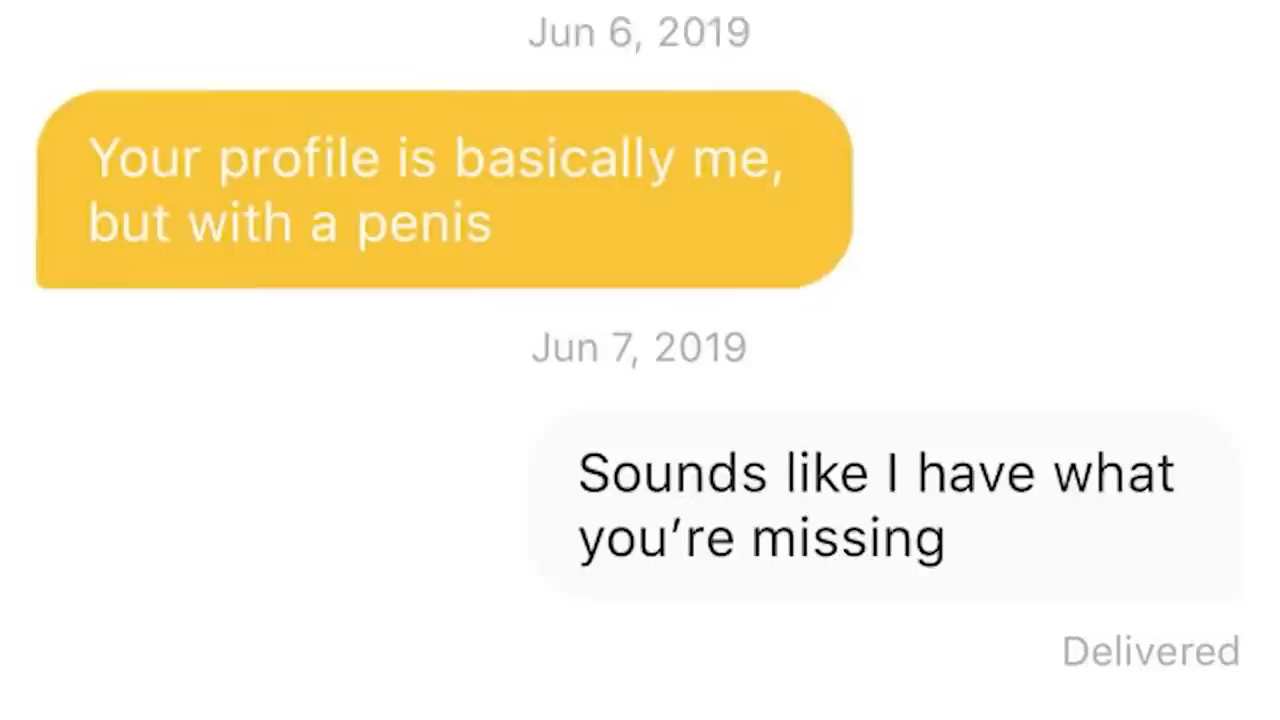 Jun 6, 2019
Your profile is basically me,
but with a penis
Jun 7, 2019
Sounds like I have what
you’re missing
Delivered